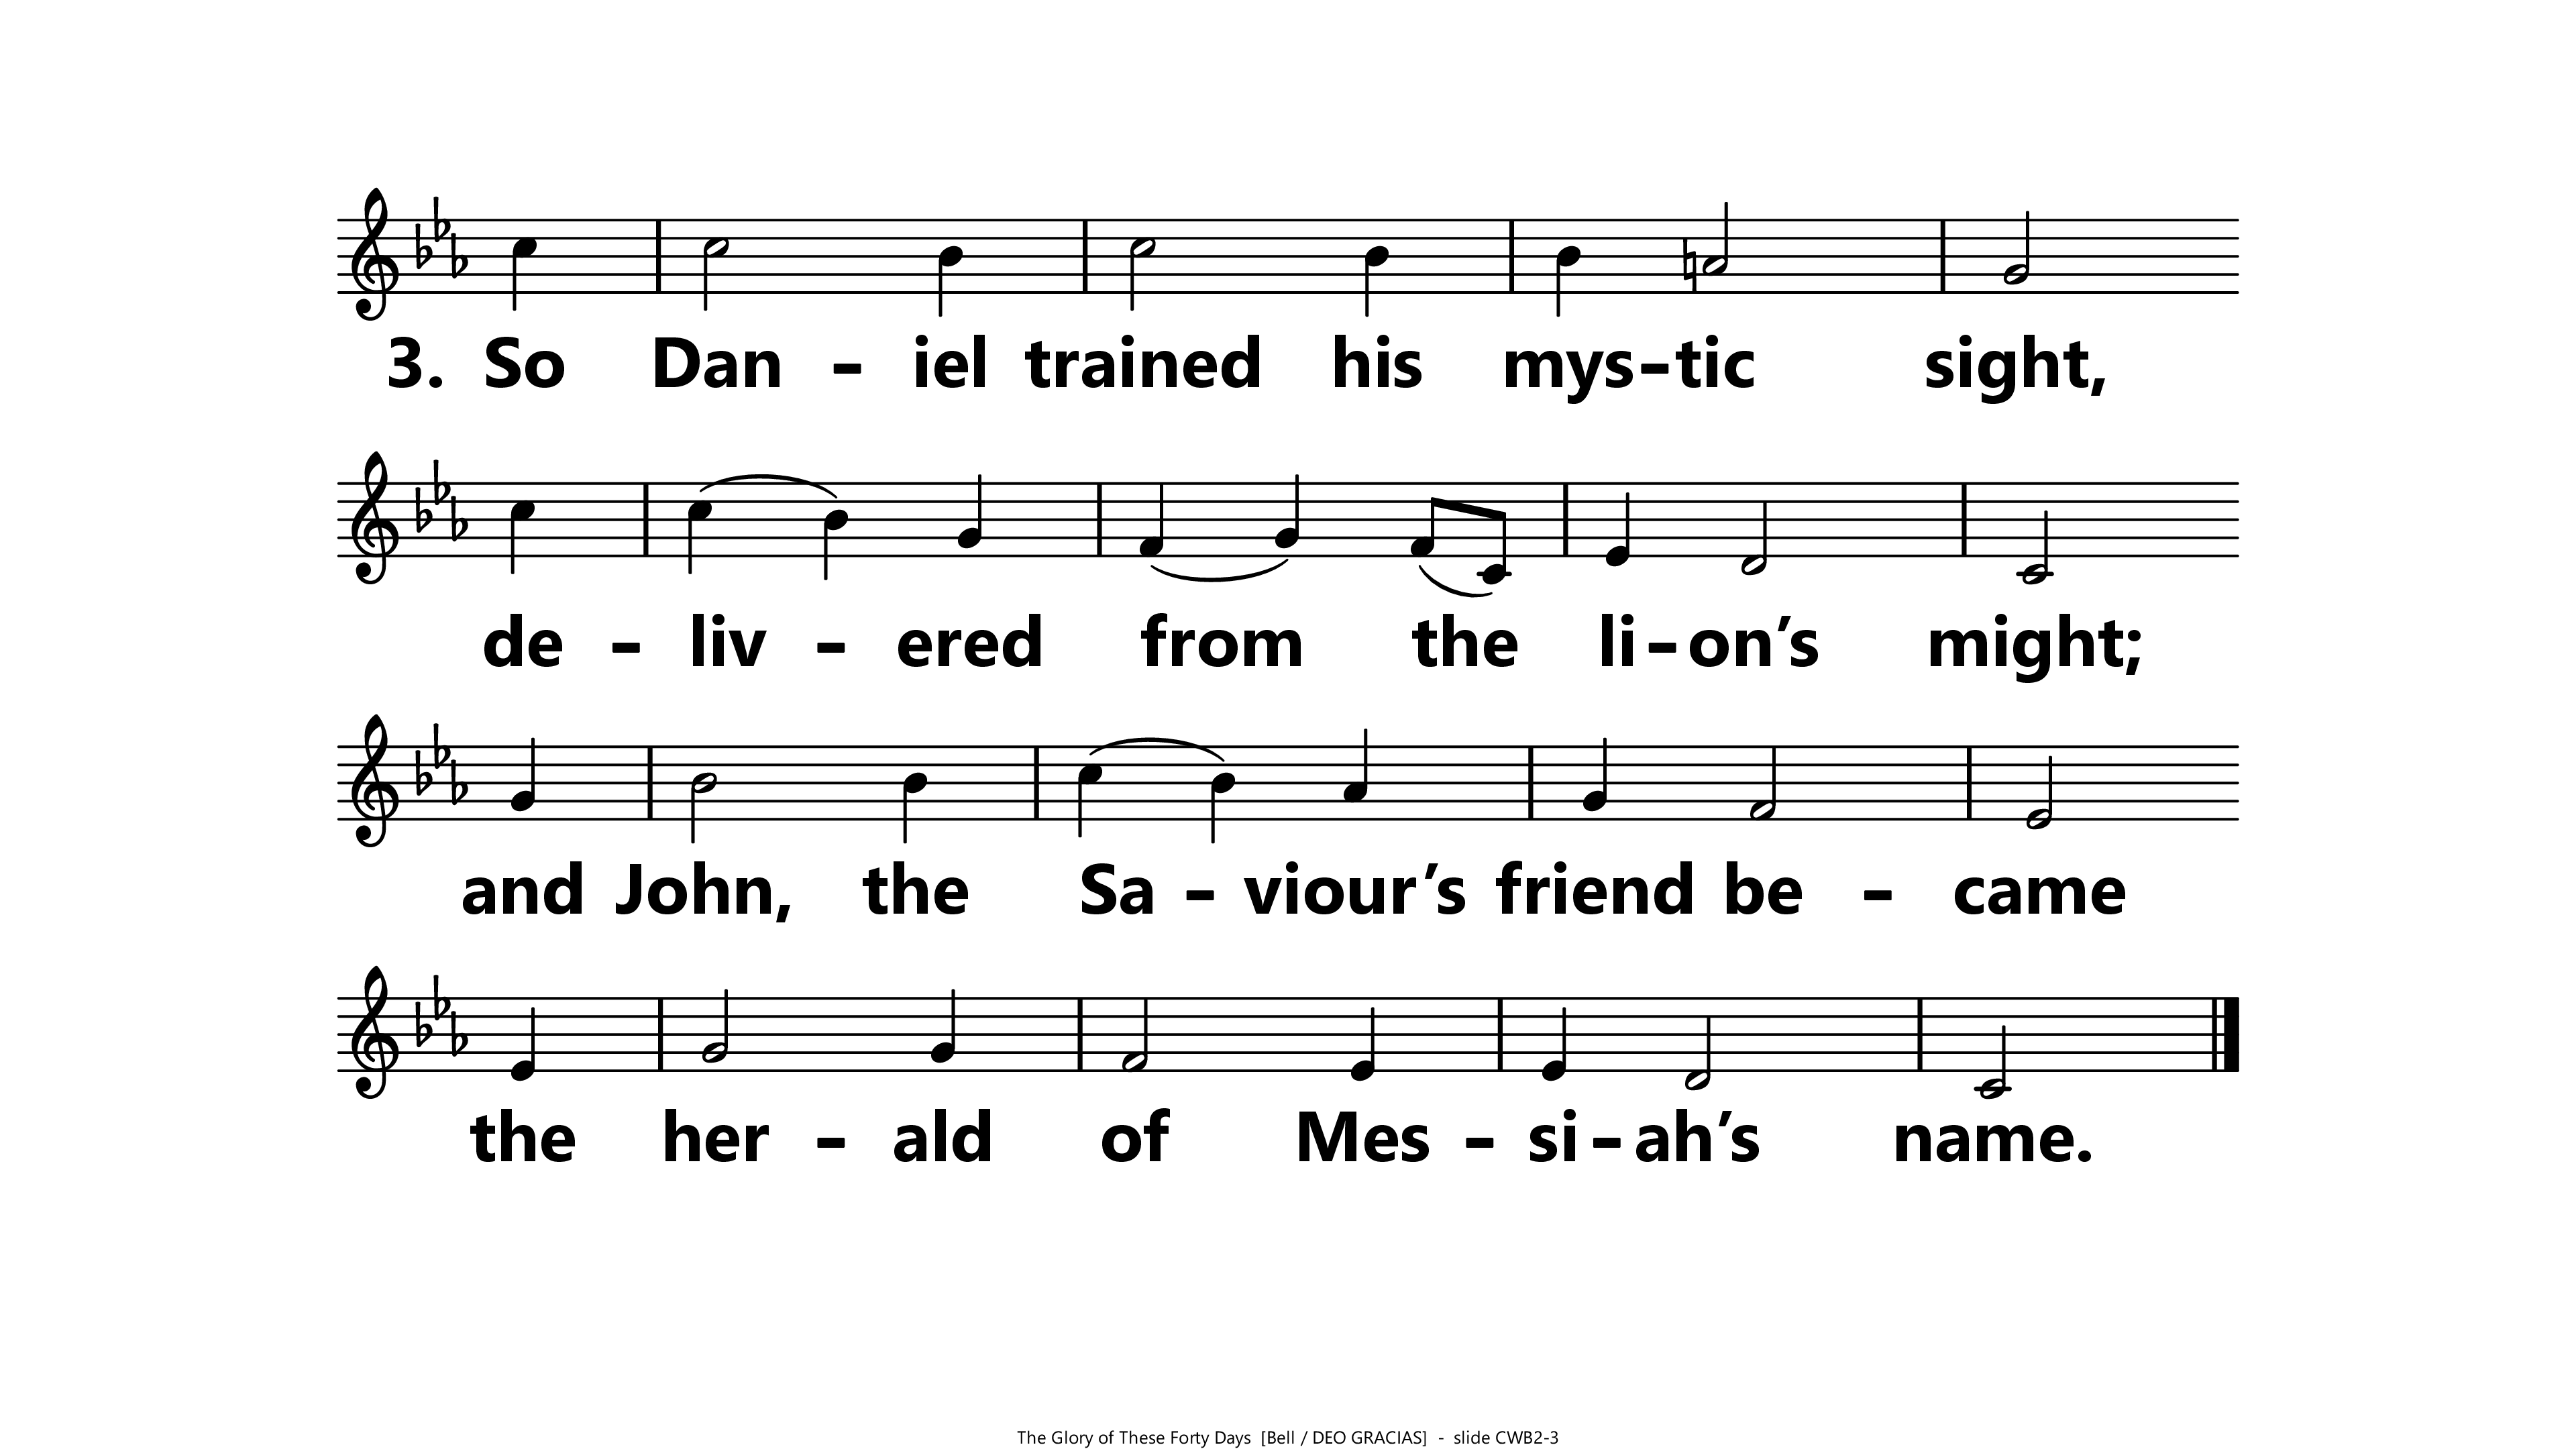 3. So Dan - iel trained his mys-tic sight,
de - liv - ered from the li-on’s might;
and John, the Sa - viour’s friend be - came
the her - ald of Mes - si-ah’s name.
The Glory of These Forty Days [Bell / DEO GRACIAS] - slide CWB2-3